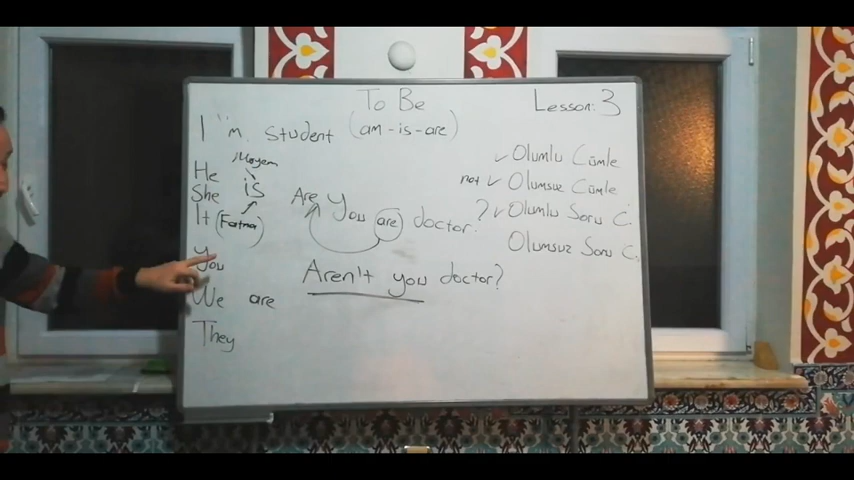 To Be
Lesson: 3
I'm student (am-is-are)
He
She is
It (Fatma)
You
We are
They
Are You are doctor.
Aren't you doctor?
✓ Olumlu Cümle
not ✓ Olumsuz Cümle
? ✓ Olumlu Soru C.
Olumsuz Soru C.